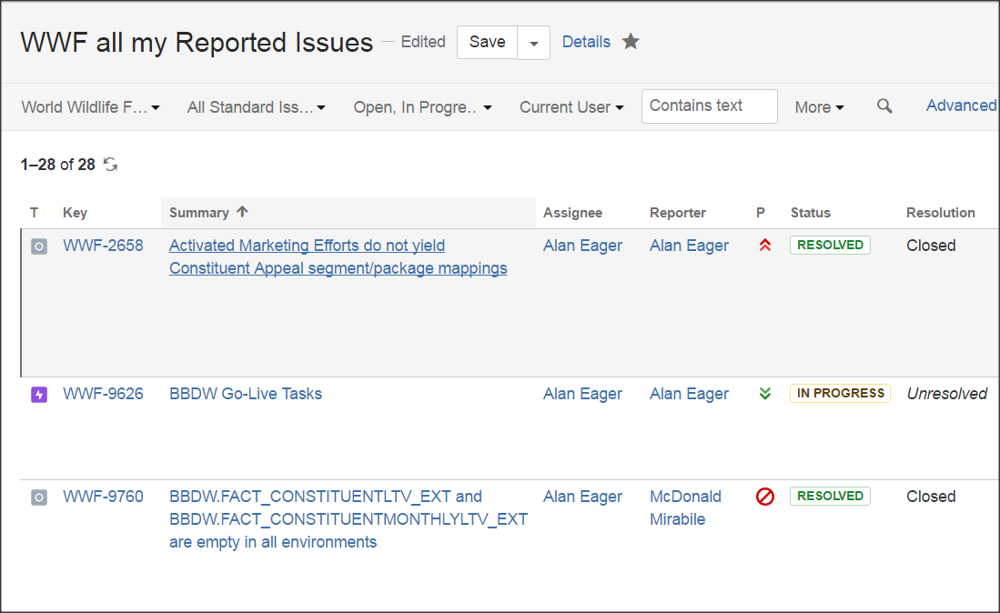 WWF all my Reported Issues — Edited Save Details
World Wildlife F... All Standard Iss... Open, In Progre.. Current User Contains text More Advanced
1–28 of 28
T Key Summary Assignee Reporter P Status Resolution
WWF-2658 Activated Marketing Efforts do not yield Alan Eager Alan Eager RESOLVED Closed
Constituent Appeal segment/package mappings
WWF-9626 BBDW Go-Live Tasks Alan Eager Alan Eager IN PROGRESS Unresolved
WWF-9760 BBDW.FACT_CONSTITUENTLTV_EXT and Alan Eager McDonald RESOLVED Closed
BBDW.FACT_CONSTITUENTMONTHLYLTV_EXT Mirabile
are empty in all environments